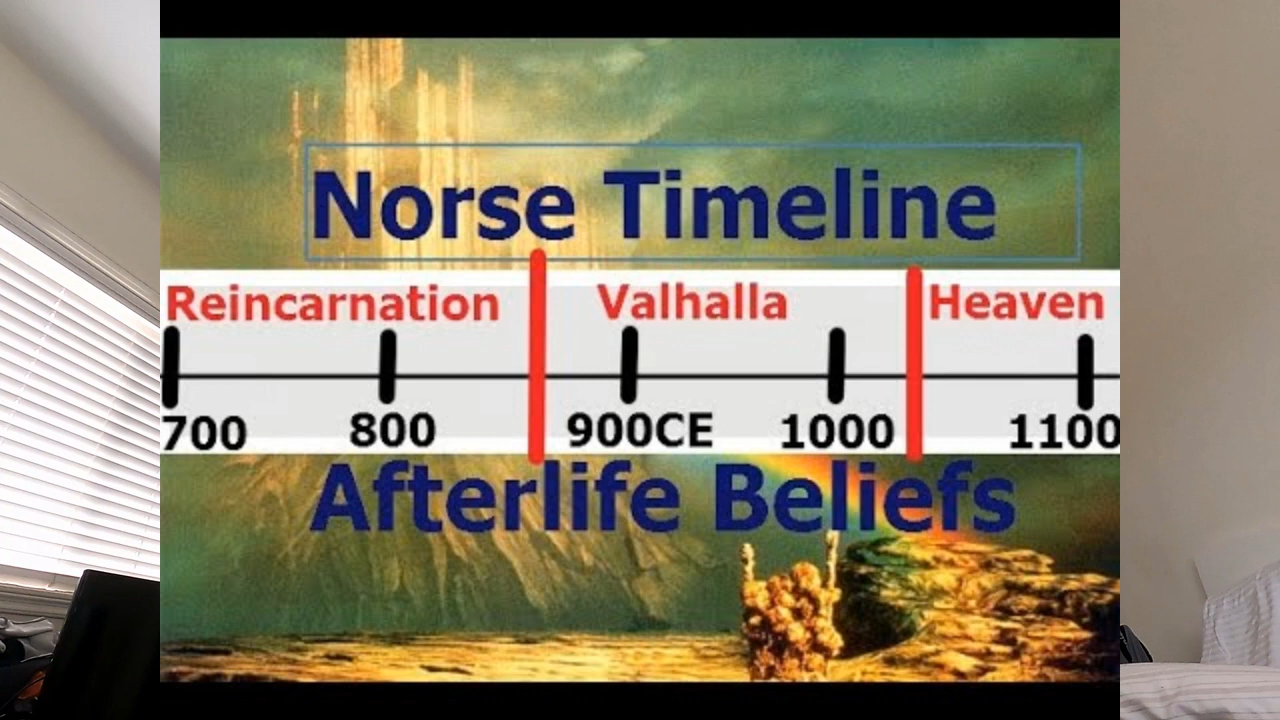 Norse Timeline
Reincarnation Valhalla Heaven
700 800 900CE 1000 1100
Afterlife Beliefs